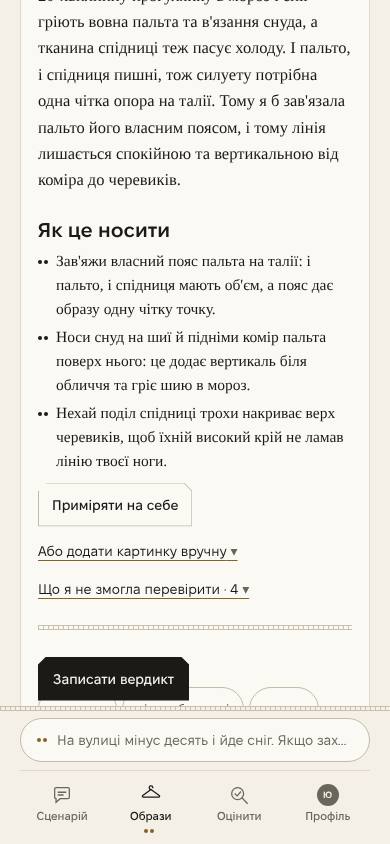 гріють вовна пальта та в'язання снуда, а
тканина спідниці теж пасує холоду. І пальто,
і спідниця пишні, тож силуету потрібна
одна чітка опора на талії. Тому я б зав'язала
пальто його власним поясом, і тому лінія
лишається спокійною та вертикальною від
коміра до черевиків.
Як це носити
Зав'яжи власний пояс пальта на талії: і
пальто, і спідниця мають об'єм, а пояс дає
образу одну чітку точку.
Носи снуд на шиї й підніми комір пальта
поверх нього: це додає вертикаль біля
обличчя та гріє шию в мороз.
Нехай поділ спідниці трохи накриває верх
черевиків, щоб їхній високий крій не ламав
лінію твоєї ноги.
Приміряти на себе
Або додати картинку вручну ▾
Що я не змогла перевірити · 4 ▾
Записати вердикт
На вулиці мінус десять і йде сніг. Якщо зах...
Сценарій
Образи
Оцінити
Ю
Профіль